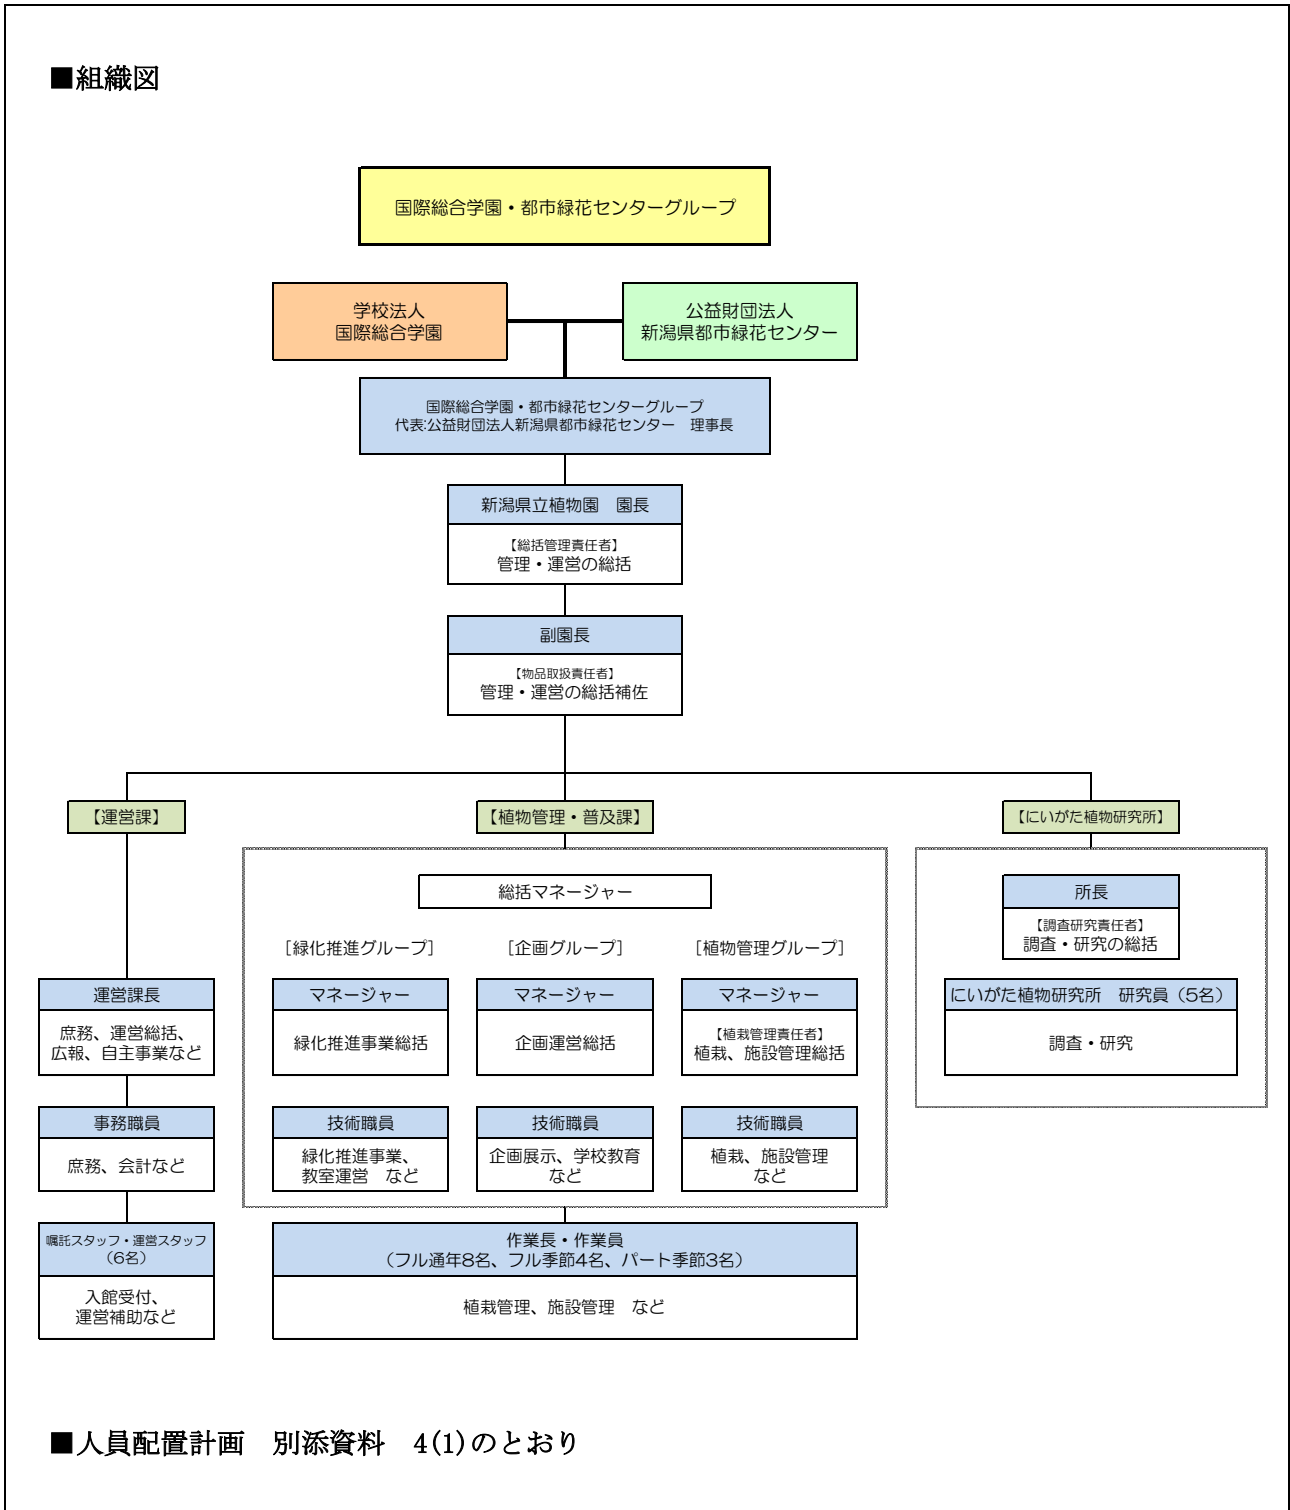 ■組織図
国際総合学園・都市緑花センターグループ
学校法人
国際総合学園
公益財団法人
新潟県都市緑花センター
国際総合学園・都市緑花センターグループ
代表:公益財団法人新潟県都市緑花センター　理事長
新潟県立植物園　園長
【総括管理責任者】
管理・運営の総括
副園長
【物品取扱責任者】
管理・運営の総括補佐
【運営課】
【植物管理・普及課】
【にいがた植物研究所】
総括マネージャー
所長
【調査研究責任者】
調査・研究の総括
［緑化推進グループ］
［企画グループ］
［植物管理グループ］
運営課長
庶務、運営総括、
広報、自主事業など
マネージャー
緑化推進事業総括
マネージャー
企画運営総括
マネージャー
【植栽管理責任者】
植栽、施設管理総括
にいがた植物研究所　研究員（5名）
調査・研究
事務職員
庶務、会計など
技術職員
緑化推進事業、
教室運営　など
技術職員
企画展示、学校教育
など
技術職員
植栽、施設管理
など
嘱託スタッフ・運営スタッフ
（6名）
入館受付、
運営補助など
作業長・作業員
（フル通年8名、フル季節4名、パート季節3名）
植栽管理、施設管理　など
■人員配置計画　別添資料　4(1)のとおり